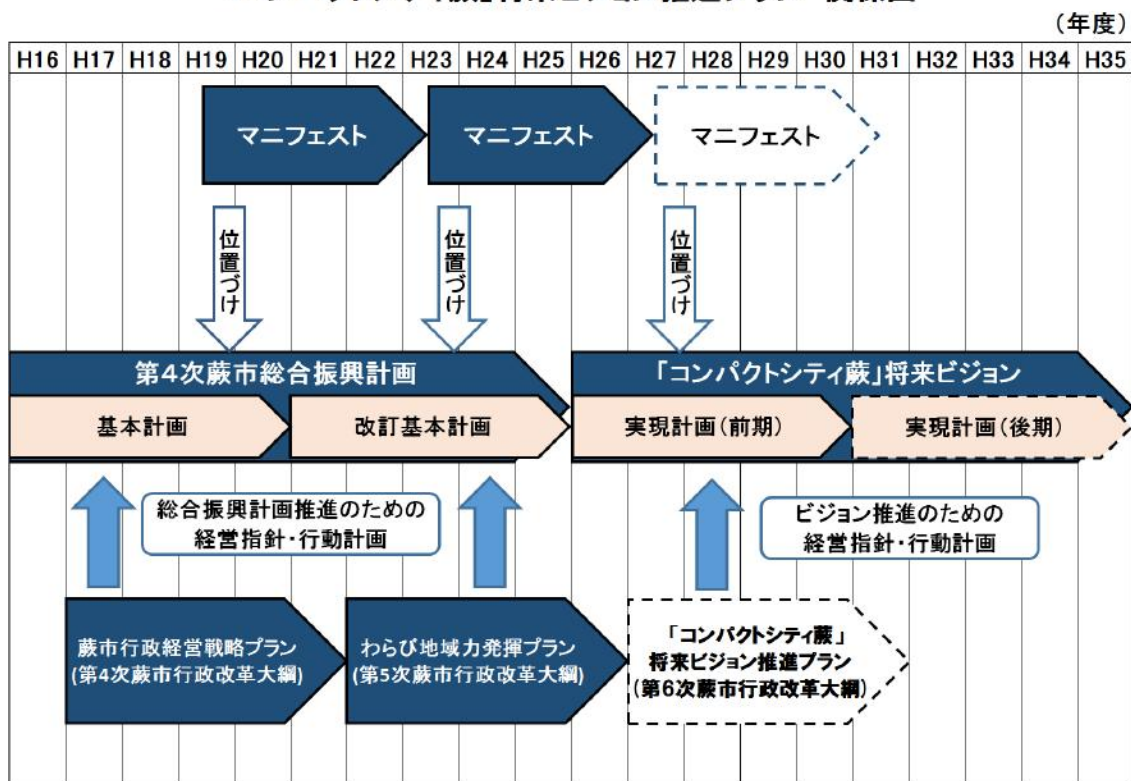 (年度)
H16 H17 H18 H19 H20 H21 H22 H23 H24 H25 H26 H27 H28 H29 H30 H31 H32 H33 H34 H35
マニフェスト
マニフェスト
マニフェスト
位置づけ
位置づけ
位置づけ
第4次蕨市総合振興計画
「コンパクトシティ蕨」将来ビジョン
基本計画
改訂基本計画
実現計画(前期)
実現計画(後期)
総合振興計画推進のための
経営指針・行動計画
ビジョン推進のための
経営指針・行動計画
蕨市行政経営戦略プラン
(第4次蕨市行政改革大綱)
わらび地域力発揮プラン
(第5次蕨市行政改革大綱)
「コンパクトシティ蕨」
将来ビジョン推進プラン
(第6次蕨市行政改革大綱)